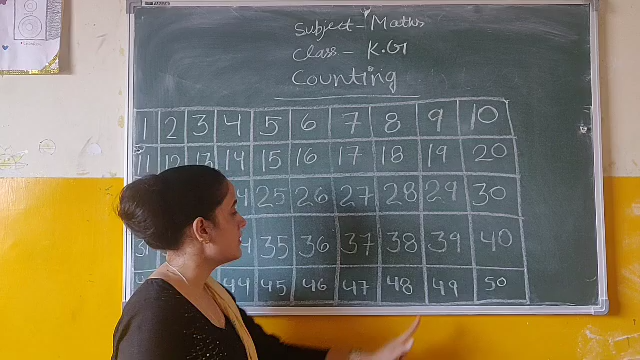 Subject - Maths
Class - K.G
Counting
1 2 3 4 5 6 7 8 9 10
11 12 13 14 15 16 17 18 19 20
25 26 27 28 29 30
31 35 36 37 38 39 40
44 45 46 47 48 49 50